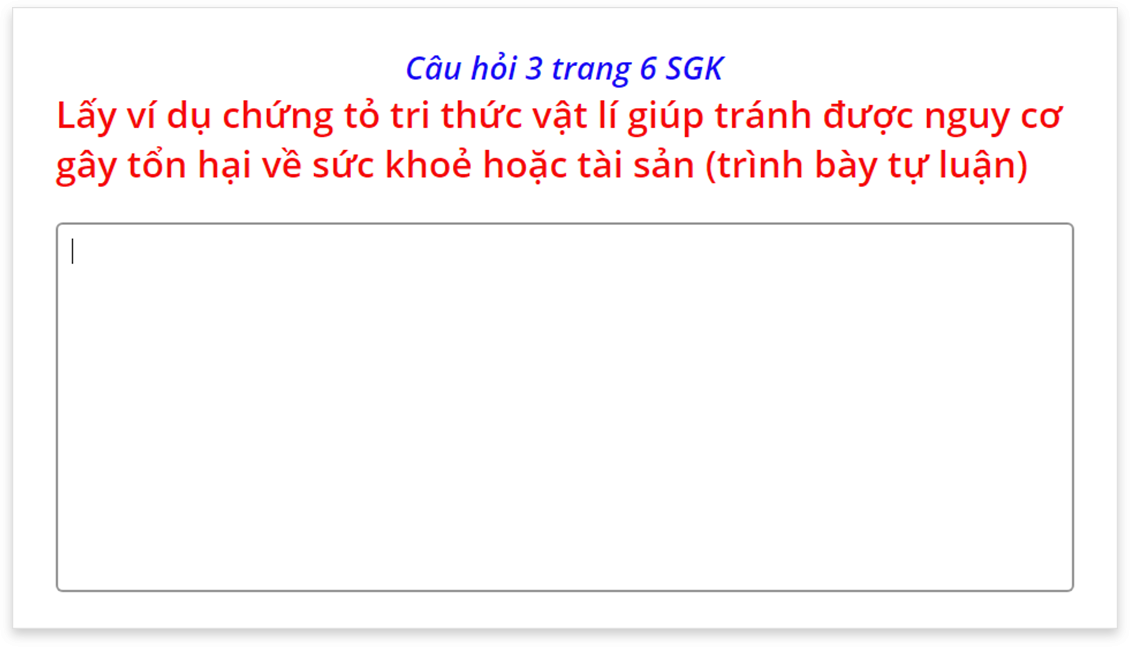 Câu hỏi 3 trang 6 SGK
Lấy ví dụ chứng tỏ tri thức vật lí giúp tránh được nguy cơ
gây tổn hại về sức khoẻ hoặc tài sản (trình bày tự luận)